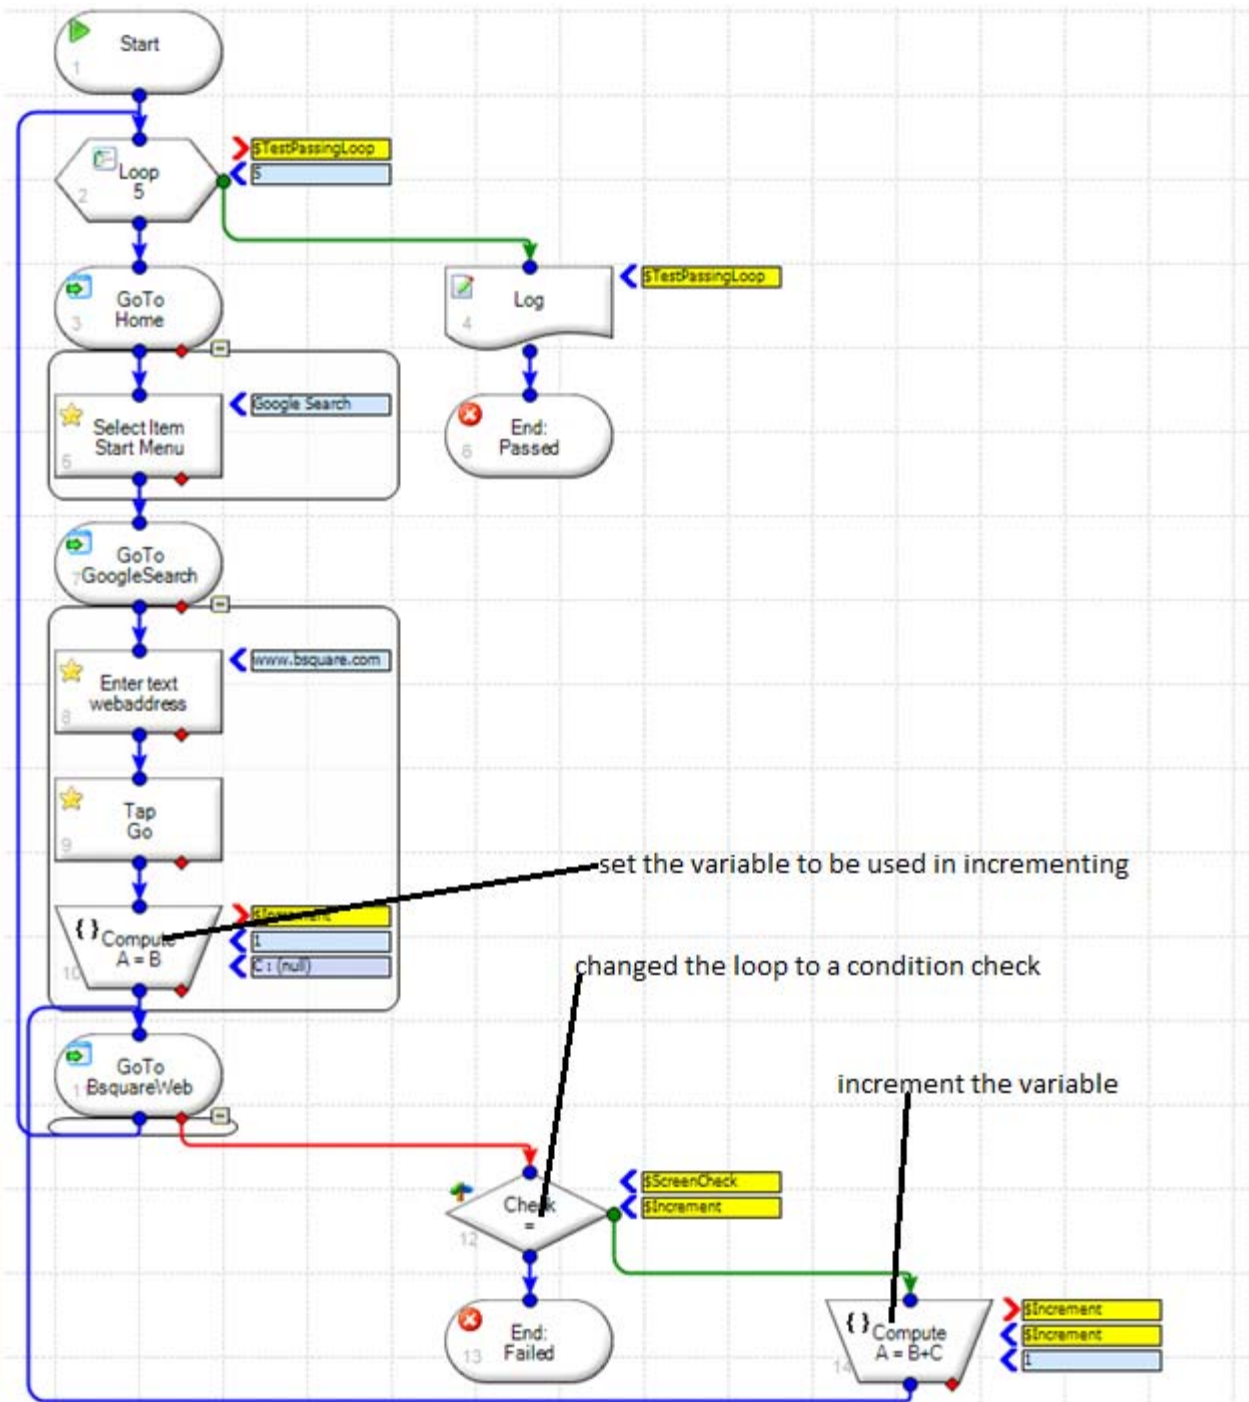 Start
1
Loop
5
2
$TestPassingLoop
5
GoTo
Home
3
Log
4
$TestPassingLoop
Select Item
Start Menu
5
Google Search
End:
Passed
6
GoTo
GoogleSearch
7
Enter text
webaddress
8
www.bsquare.com
Tap
Go
9
set the variable to be used in incrementing
{ } Compute
A = B
10
$Increment
1
C : (null)
changed the loop to a condition check
GoTo
BsquareWeb
11
increment the variable
Check
=
12
$ScreenCheck
$Increment
End:
Failed
13
{ } Compute
A = B+C
14
$Increment
$Increment
1